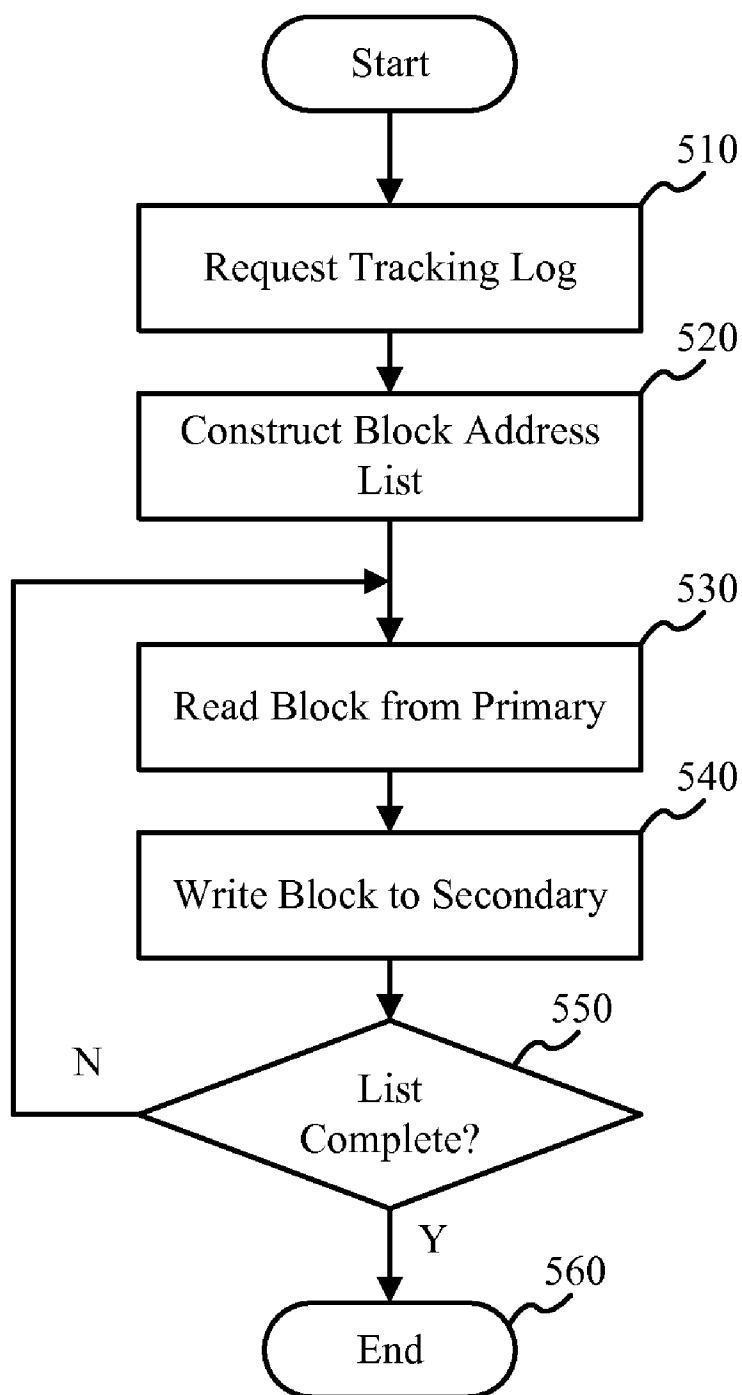 Start
510
Request Tracking Log
520
Construct Block Address
List
530
Read Block from Primary
540
Write Block to Secondary
550
N
List
Complete?
Y
560
End